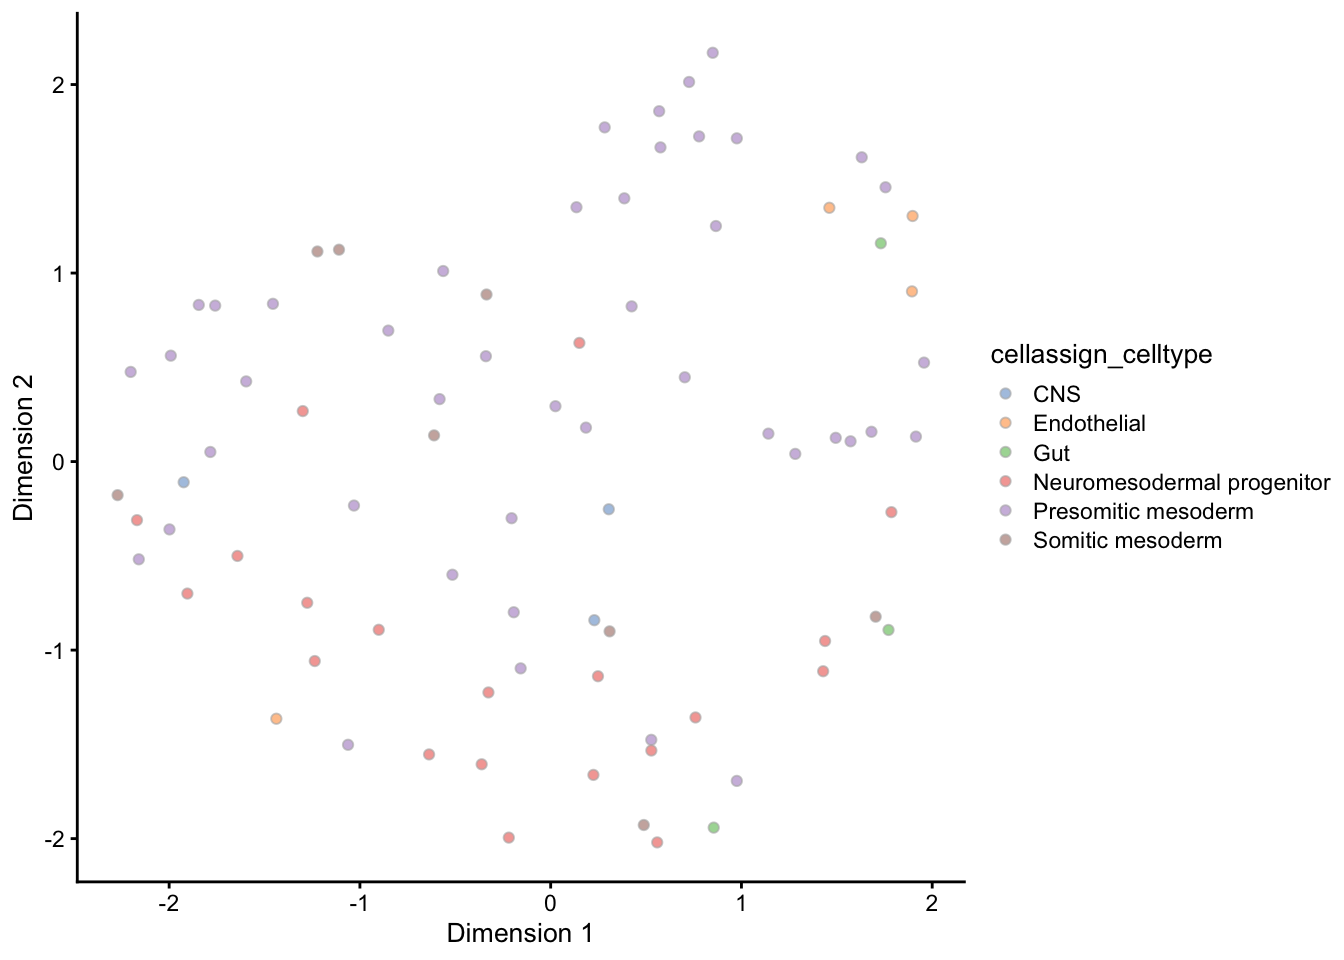 2
1
0
-1
-2
Dimension 2
-2
-1
0
1
2
Dimension 1
cellassign_celltype
CNS
Endothelial
Gut
Neuromesodermal progenitor
Presomitic mesoderm
Somitic mesoderm